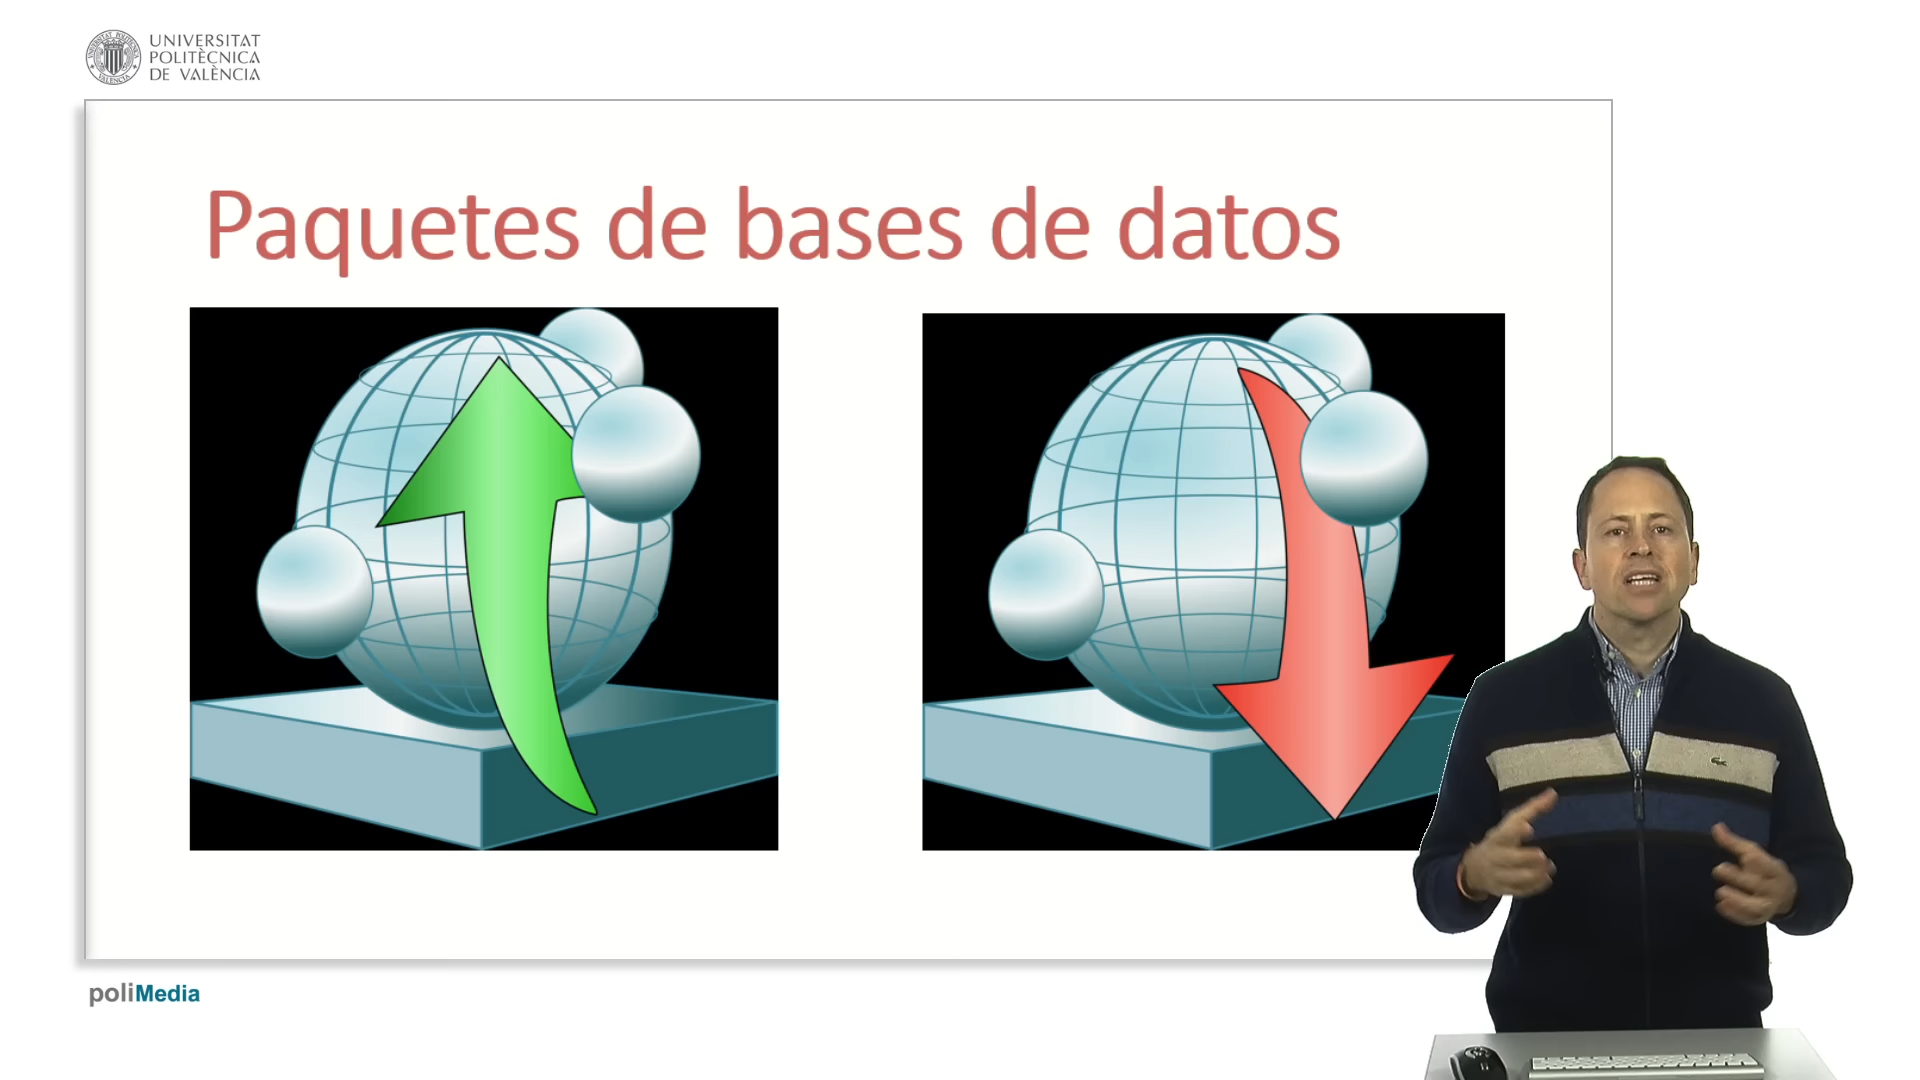 UNIVERSITAT
POLITÈCNICA
DE VALÈNCIA
Paquetes de bases de datos
poliMedia